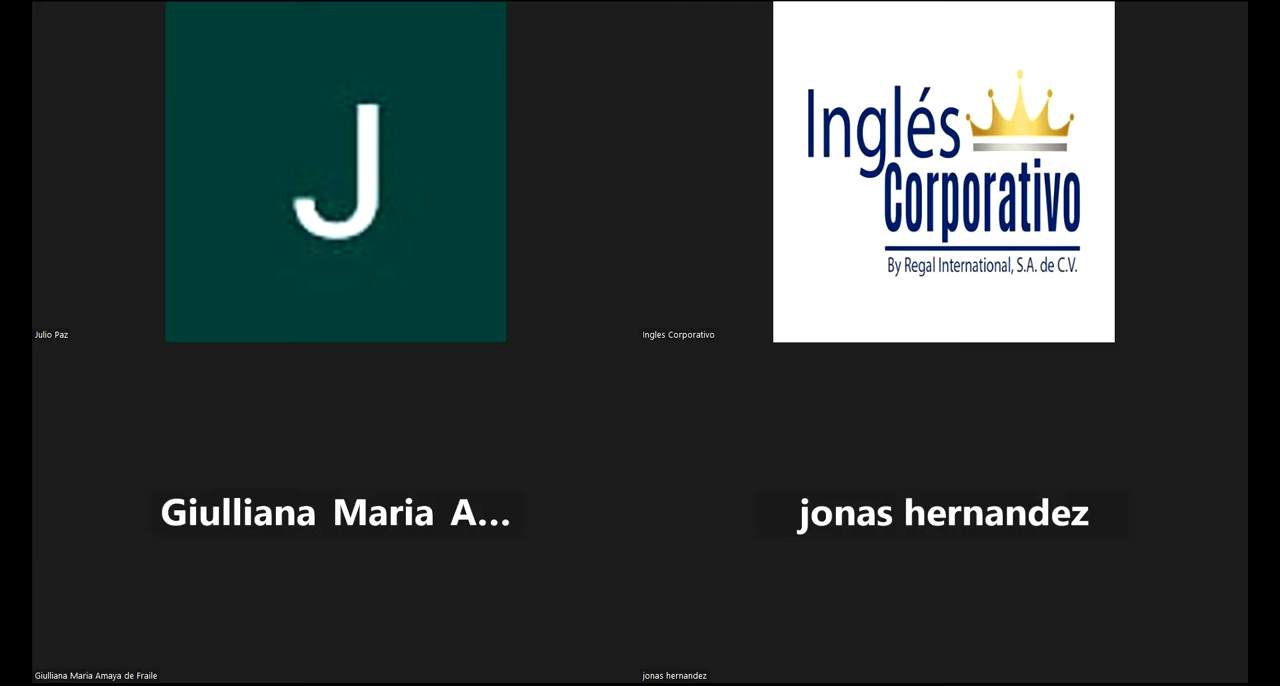 J
Inglés
Corporativo
By Regal International, S.A. de C.V.
Julio Paz
Ingles Corporativo
Giulliana Maria A...
jonas hernandez
Giulliana Maria Amaya de Fraile
jonas hernandez